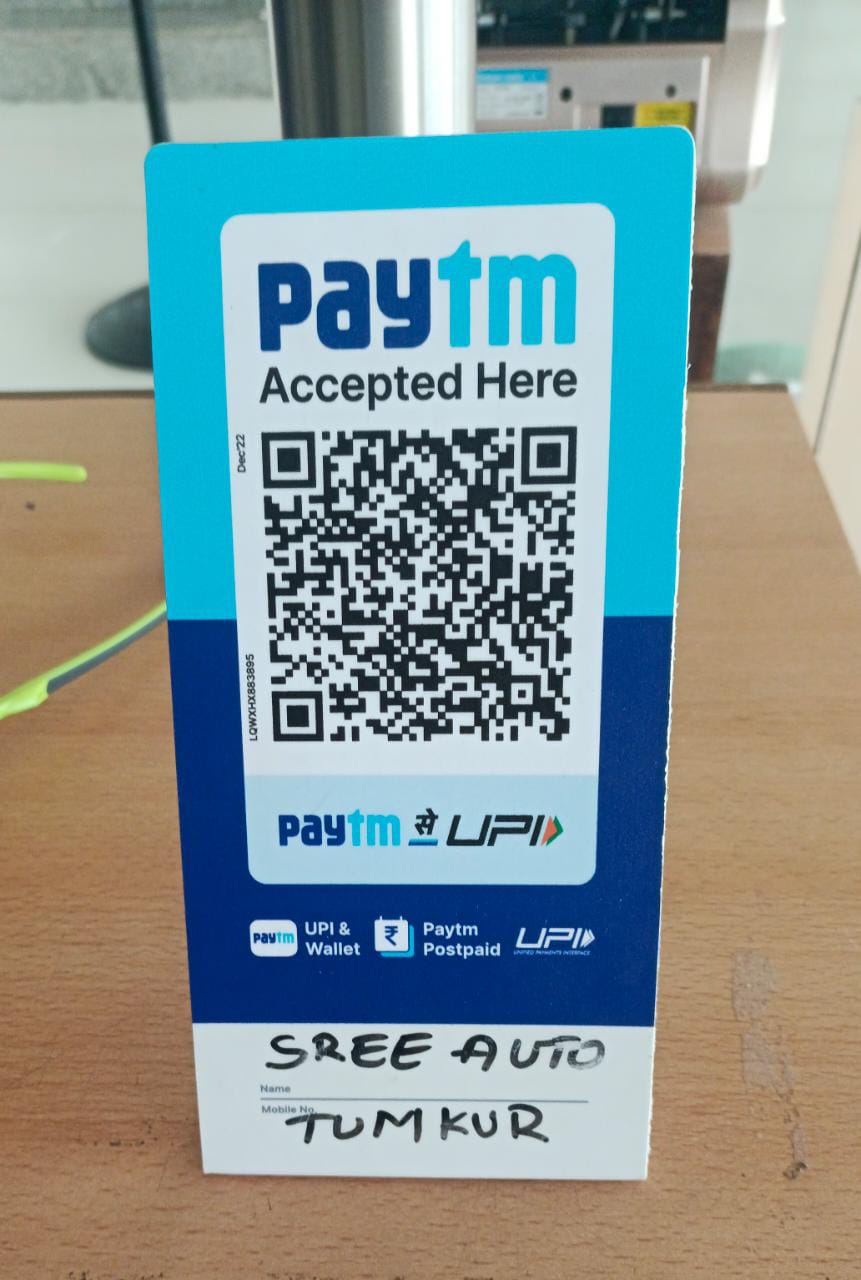 paytm
Accepted Here
Dec'22
LQWXHX883895
paytm से UPI
paytm UPI & Wallet
₹ Paytm Postpaid
UPI
UNIFIED PAYMENTS INTERFACE
SREE AUTO
Name
Mobile No.
TUMKUR